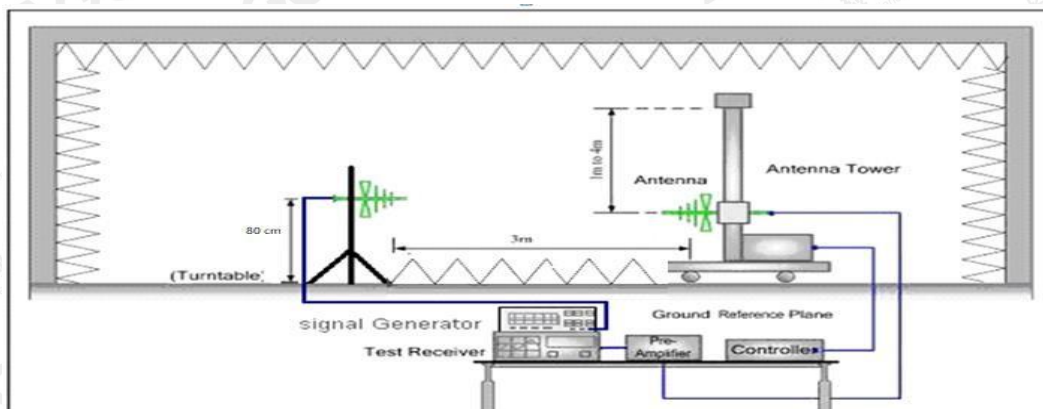 1m to 4m
Antenna
Antenna Tower
80 cm
3m
(Turntable)
Ground Reference Plane
signal Generator
Test Receiver
Pre-
Amplifier
Controller